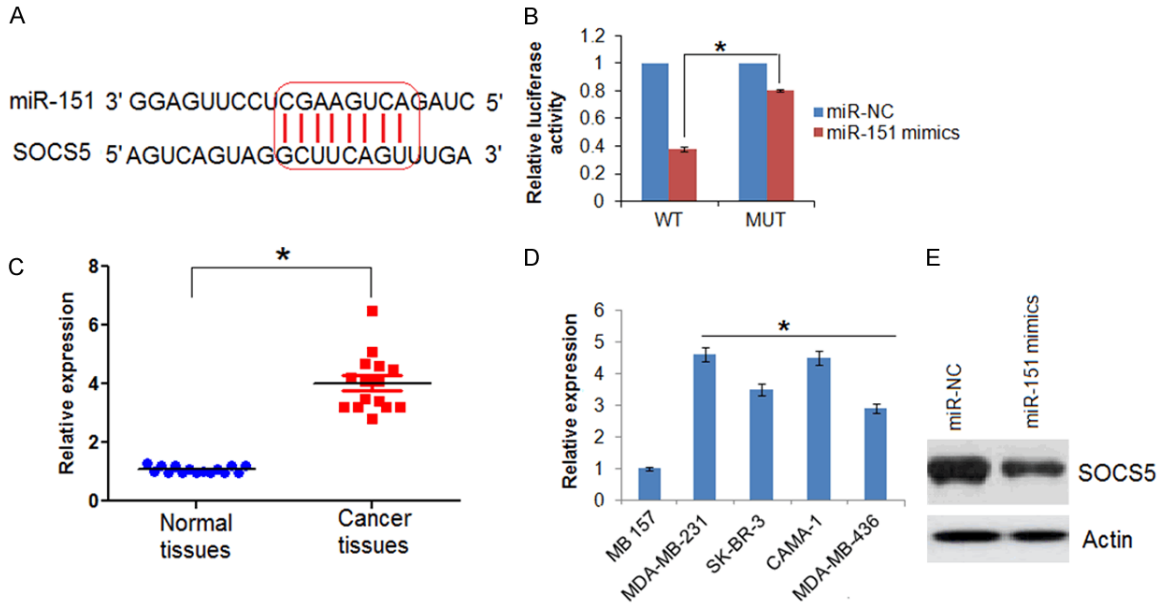 A
miR-151 3' GGAGUUCCUCGAAGUCAGAUC 5'
SOCS5 5'AGUCAGUAGGCUUCAGUUUGA 3'
B
Relative luciferase
activity
1.2
1
0.8
0.6
0.4
0.2
0
*
WT
MUT
miR-NC
miR-151 mimics
C
Relative expression
8
6
4
2
0
*
Normal
tissues
Cancer
tissues
D
Relative expression
6
5
4
3
2
1
0
*
MB 157
MDA-MB-231
SK-BR-3
CAMA-1
MDA-MB-436
E
miR-NC
miR-151 mimics
SOCS5
Actin